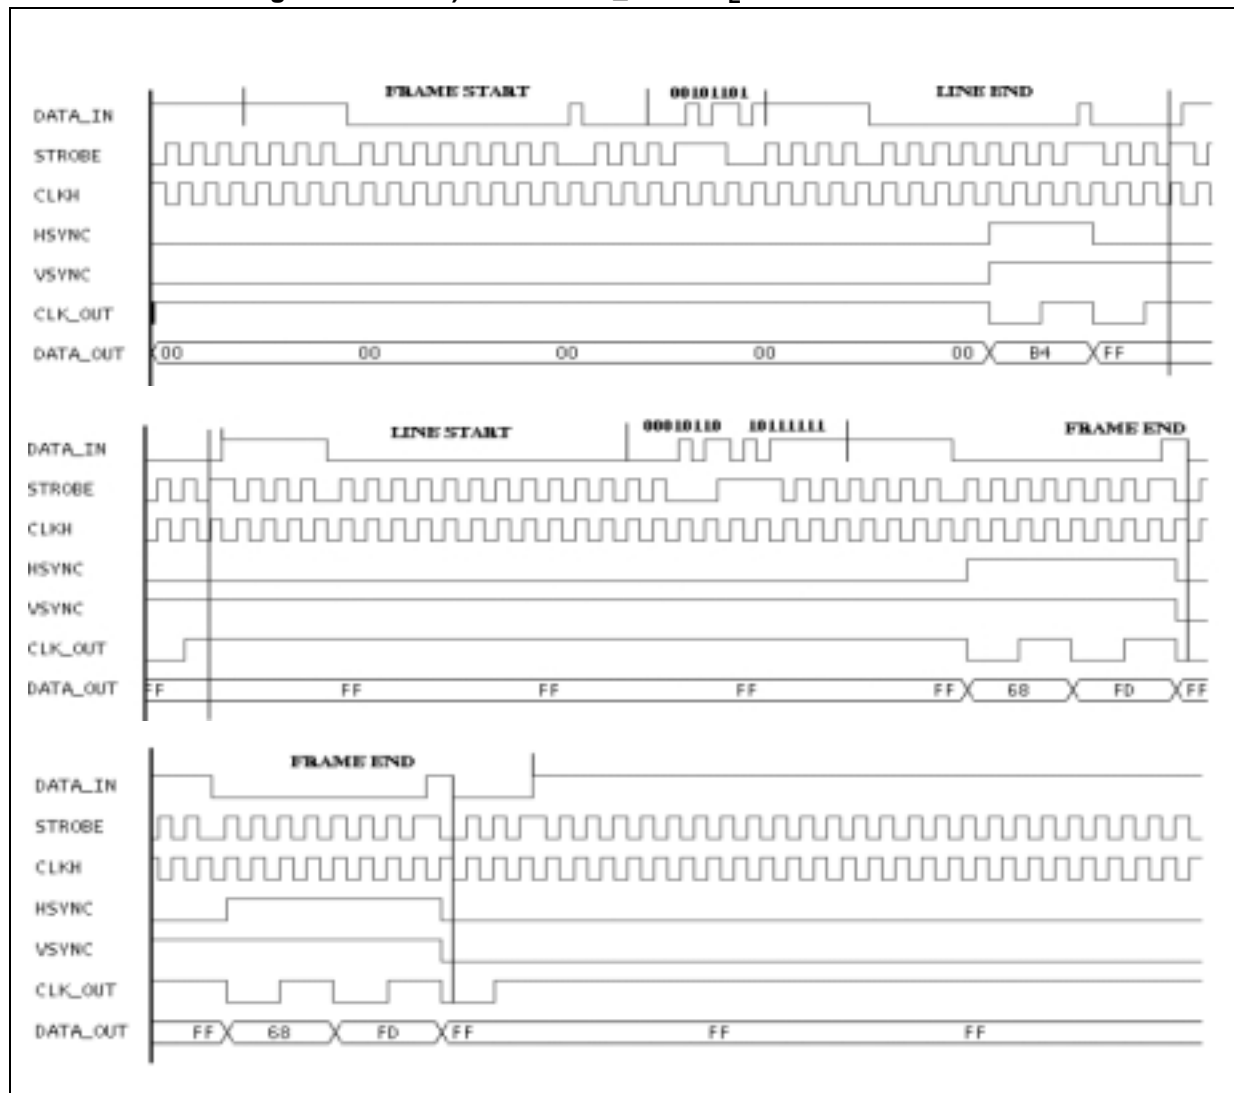 FRAME START 00101101 LINE END
DATA_IN
STROBE
CLKH
HSYNC
VSYNC
CLK_OUT
DATA_OUT 00 00 00 00 00 B4 FF
LINE START 00010110 10111111 FRAME END
DATA_IN
STROBE
CLKH
HSYNC
VSYNC
CLK_OUT
DATA_OUT FF FF FF FF FF 68 FD FF
FRAME END
DATA_IN
STROBE
CLKH
HSYNC
VSYNC
CLK_OUT
DATA_OUT FF 68 FD FF FF FF